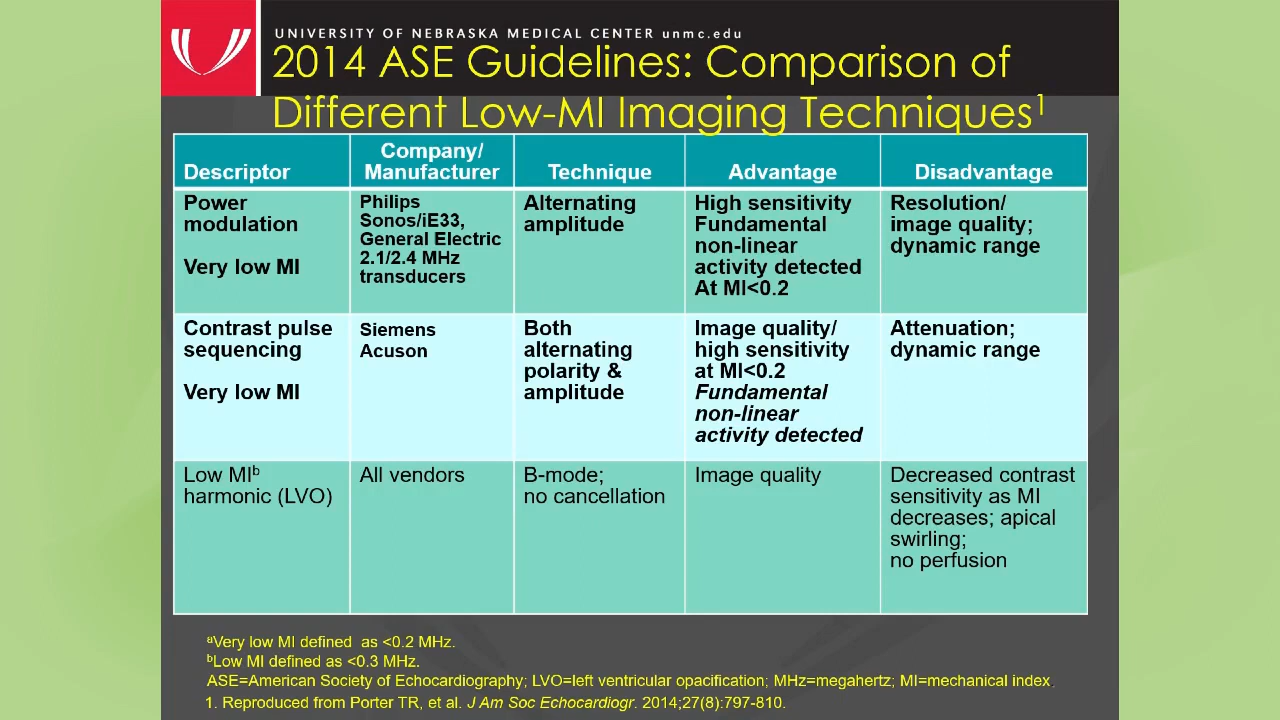 UNIVERSITY OF NEBRASKA MEDICAL CENTER unmc.edu
2014 ASE Guidelines: Comparison of
Different Low-MI Imaging Techniques¹
Descriptor
Company/
Manufacturer
Technique
Advantage
Disadvantage
Power
modulation
Very low MI
Philips
Sonos/iE33,
General Electric
2.1/2.4 MHz
transducers
Alternating
amplitude
High sensitivity
Fundamental
non-linear
activity detected
At MI<0.2
Resolution/
image quality;
dynamic range
Contrast pulse
sequencing
Very low MI
Siemens
Acuson
Both
alternating
polarity &
amplitude
Image quality/
high sensitivity
at MI<0.2
Fundamental
non-linear
activity detected
Attenuation;
dynamic range
Low MIᵇ
harmonic (LVO)
All vendors
B-mode;
no cancellation
Image quality
Decreased contrast
sensitivity as MI
decreases; apical
swirling;
no perfusion
ᵃVery low MI defined as <0.2 MHz.
ᵇLow MI defined as <0.3 MHz.
ASE=American Society of Echocardiography; LVO=left ventricular opacification; MHz=megahertz; MI=mechanical index.
1. Reproduced from Porter TR, et al. J Am Soc Echocardiogr. 2014;27(8):797-810.